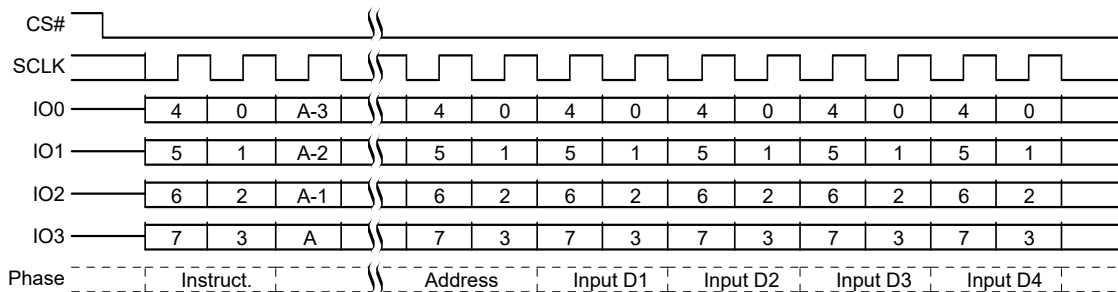 CS#
SCLK
IO0 4 0 A-3 4 0 4 0 4 0 4 0 4 0
IO1 5 1 A-2 5 1 5 1 5 1 5 1 5 1
IO2 6 2 A-1 6 2 6 2 6 2 6 2 6 2
IO3 7 3 A 7 3 7 3 7 3 7 3 7 3
Phase Instruct. Address Input D1 Input D2 Input D3 Input D4